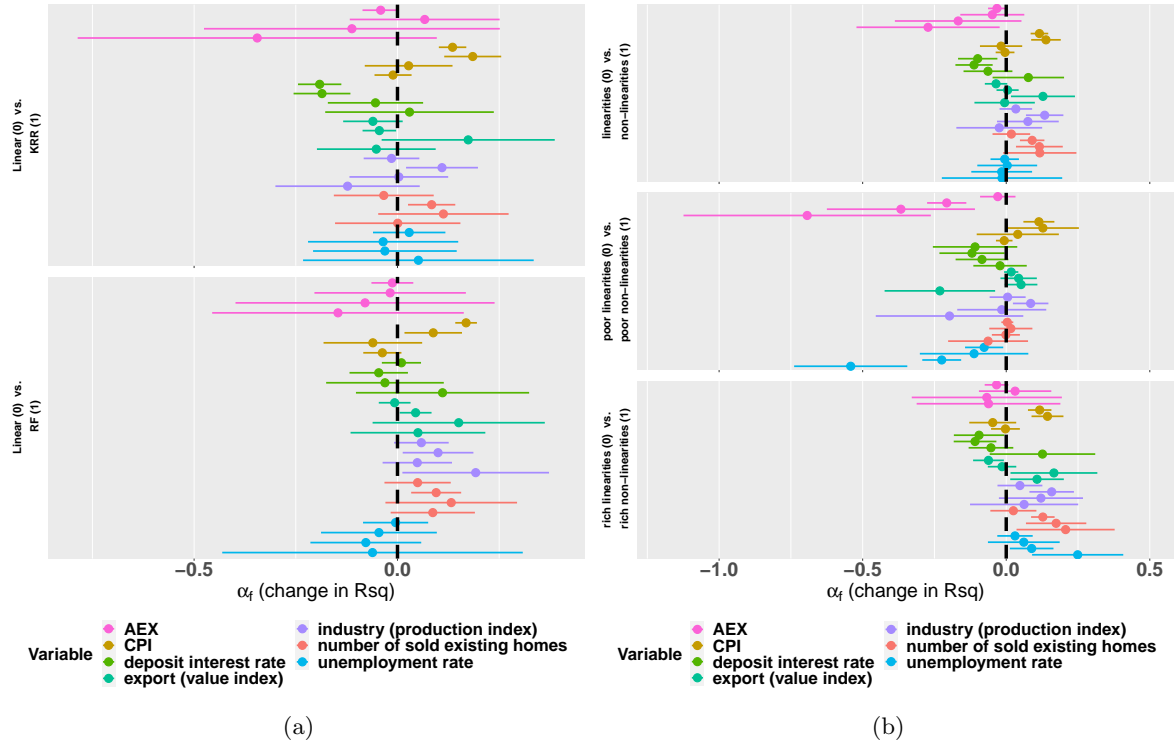 Linear (0)  vs.
KRR (1)
Linear (0)  vs.
RF (1)
−0.5
0.0
αf (change in Rsq)
Variable
AEX
CPI
deposit interest rate
export (value index)
industry (production index)
number of sold existing homes
unemployment rate
(a)
linearities (0)  vs.
non−linearities (1)
poor linearities (0)  vs.
poor non−linearities (1)
rich linearities (0)  vs.
rich non−linearities (1)
−1.0
−0.5
0.0
0.5
αf (change in Rsq)
Variable
AEX
CPI
deposit interest rate
export (value index)
industry (production index)
number of sold existing homes
unemployment rate
(b)